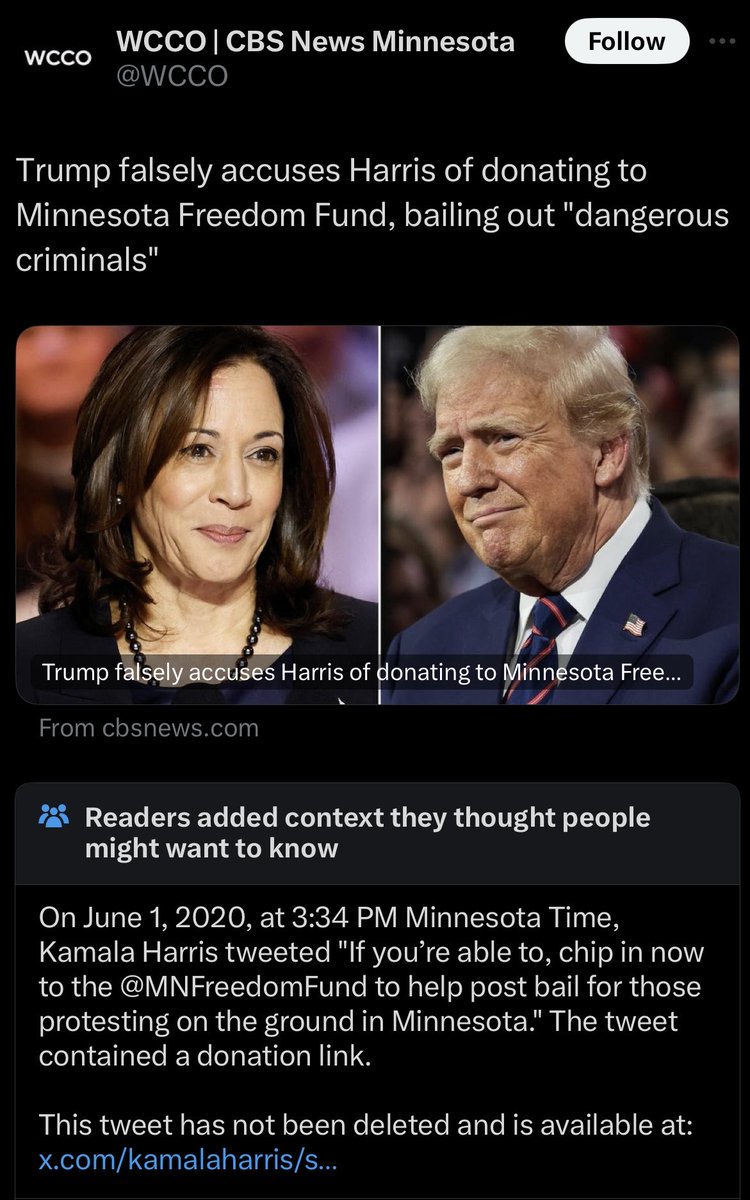 WCCO
WCCO | CBS News Minnesota
@WCCO
Follow
Trump falsely accuses Harris of donating to
Minnesota Freedom Fund, bailing out "dangerous
criminals"
Trump falsely accuses Harris of donating to Minnesota Free...
From cbsnews.com
Readers added context they thought people
might want to know
On June 1, 2020, at 3:34 PM Minnesota Time,
Kamala Harris tweeted "If you’re able to, chip in now
to the @MNFreedomFund to help post bail for those
protesting on the ground in Minnesota." The tweet
contained a donation link.
This tweet has not been deleted and is available at:
x.com/kamalaharris/s...